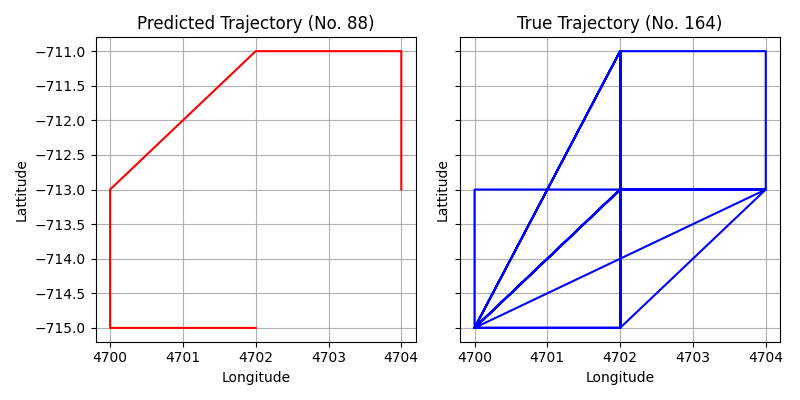 Predicted Trajectory (No. 88)
True Trajectory (No. 164)
Lattitude
−711.0
−711.5
−712.0
−712.5
−713.0
−713.5
−714.0
−714.5
−715.0
4700 4701 4702 4703 4704
Longitude
Lattitude
4700 4701 4702 4703 4704
Longitude